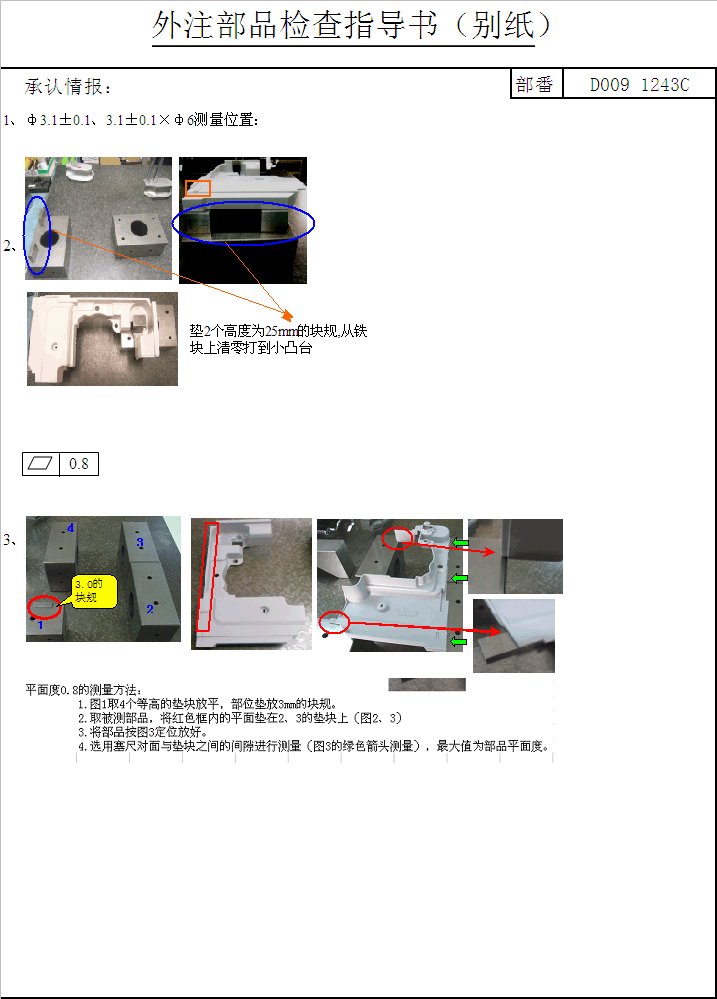 外注部品检查指导书（别纸）
承认情报：
部番 D009 1243C
1、φ3.1±0.1、3.1±0.1×φ6测量位置：
2、
垫2个高度为25mm的块规,从铁
块上清零打到小凸台
0.8
3、
4
3
3.0的
块规
2
1
平面度0.8的测量方法：
1.图1取4个等高的垫块放平，部位垫放3mm的块规。
2.取被测部品，将红色框内的平面垫在2、3的垫块上（图2、3）
3.将部品按图3定位放好。
4.选用塞尺对面与垫块之间的间隙进行测量（图3的绿色箭头测量），最大值为部品平面度。